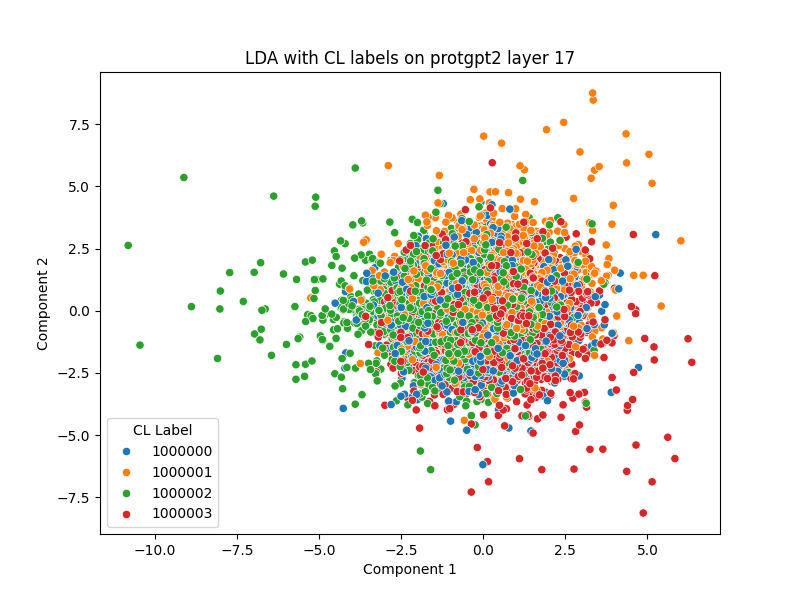 LDA with CL labels on protgpt2 layer 17
7.5
5.0
2.5
0.0
−2.5
−5.0
−7.5
Component 2
CL Label
1000000
1000001
1000002
1000003
−10.0 −7.5 −5.0 −2.5 0.0 2.5 5.0
Component 1